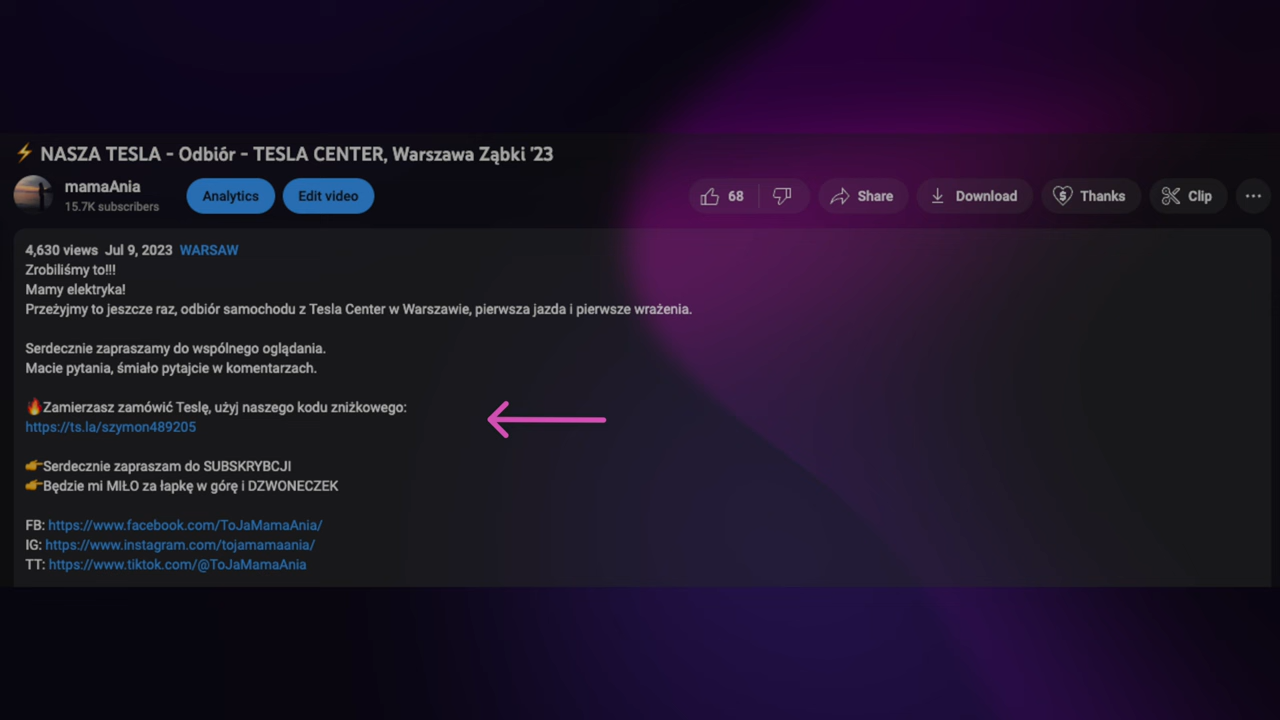 ⚡ NASZA TESLA - Odbiór - TESLA CENTER, Warszawa Ząbki '23
mamaAnia
15.7K subscribers
Analytics
Edit video
68
Share
Download
Thanks
Clip
4,630 views Jul 9, 2023 WARSAW
Zrobiliśmy to!!!
Mamy elektryka!
Przeżyjmy to jeszcze raz, odbiór samochodu z Tesla Center w Warszawie, pierwsza jazda i pierwsze wrażenia.
Serdecznie zapraszamy do wspólnego oglądania.
Macie pytania, śmiało pytajcie w komentarzach.
🔥Zamierzasz zamówić Teslę, użyj naszego kodu zniżkowego:
https://ts.la/szymon489205
👉Serdecznie zapraszam do SUBSKRYBCJI
👉Będzie mi MIŁO za łapkę w górę i DZWONECZEK
FB: https://www.facebook.com/ToJaMamaAnia/
IG: https://www.instagram.com/tojamamaania/
TT: https://www.tiktok.com/@ToJaMamaAnia